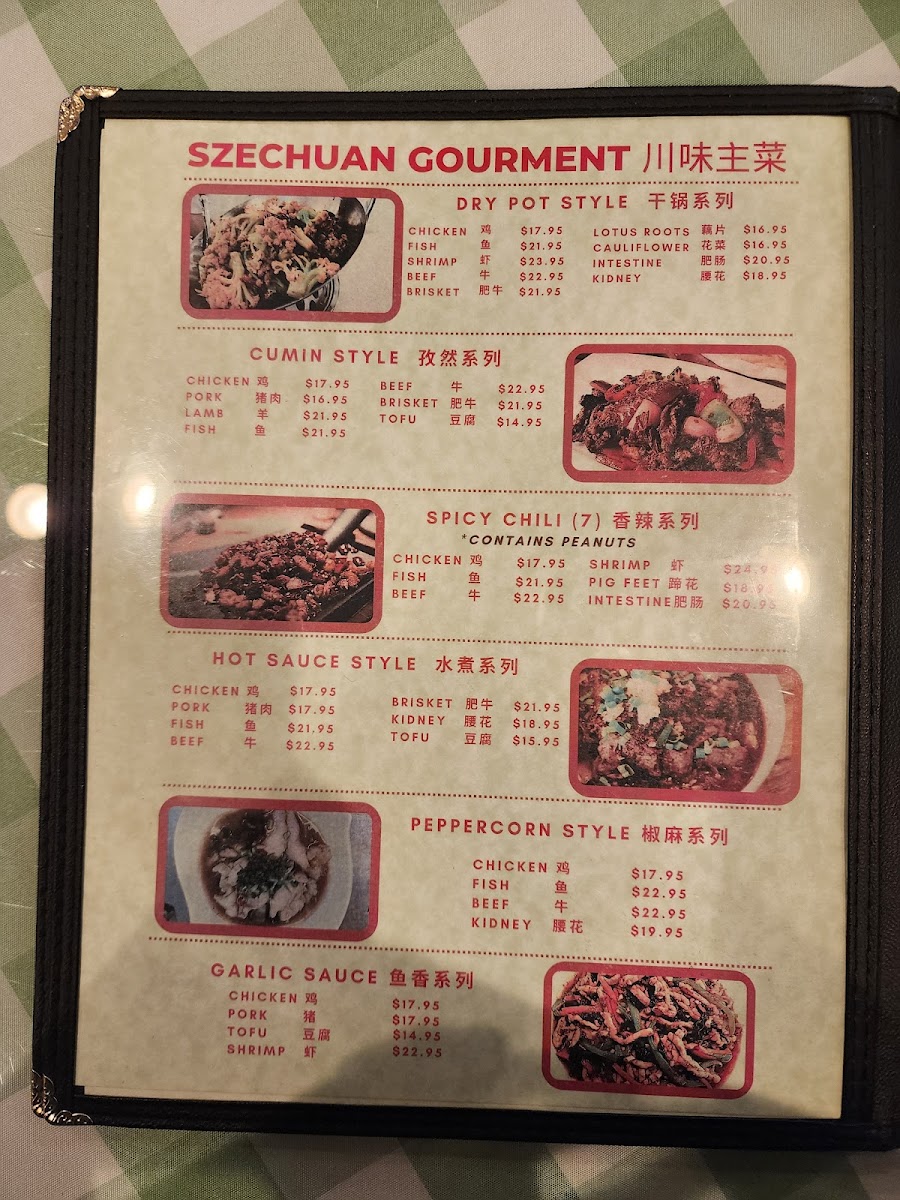 SZECHUAN GOURMENT 川味主菜
DRY POT STYLE 干锅系列
CHICKEN 鸡 $17.95 LOTUS ROOTS 藕片 $16.95
FISH 鱼 $21.95 CAULIFLOWER 花菜 $16.95
SHRIMP 虾 $23.95 INTESTINE 肥肠 $20.95
BEEF 牛 $22.95 KIDNEY 腰花 $18.95
BRISKET 肥牛 $21.95
CUMIN STYLE 孜然系列
CHICKEN 鸡 $17.95 BEEF 牛 $22.95
PORK 猪肉 $16.95 BRISKET 肥牛 $21.95
LAMB 羊 $21.95 TOFU 豆腐 $14.95
FISH 鱼 $21.95
SPICY CHILI (7) 香辣系列
*CONTAINS PEANUTS
CHICKEN 鸡 $17.95 SHRIMP 虾 $24.95
FISH 鱼 $21.95 PIG FEET 蹄花 $18.95
BEEF 牛 $22.95 INTESTINE 肥肠 $20.95
HOT SAUCE STYLE 水煮系列
CHICKEN 鸡 $17.95 BRISKET 肥牛 $21.95
PORK 猪肉 $17.95 KIDNEY 腰花 $18.95
FISH 鱼 $21.95 TOFU 豆腐 $15.95
BEEF 牛 $22.95
PEPPERCORN STYLE 椒麻系列
CHICKEN 鸡 $17.95
FISH 鱼 $22.95
BEEF 牛 $22.95
KIDNEY 腰花 $19.95
GARLIC SAUCE 鱼香系列
CHICKEN 鸡 $17.95
PORK 猪 $17.95
TOFU 豆腐 $14.95
SHRIMP 虾 $22.95